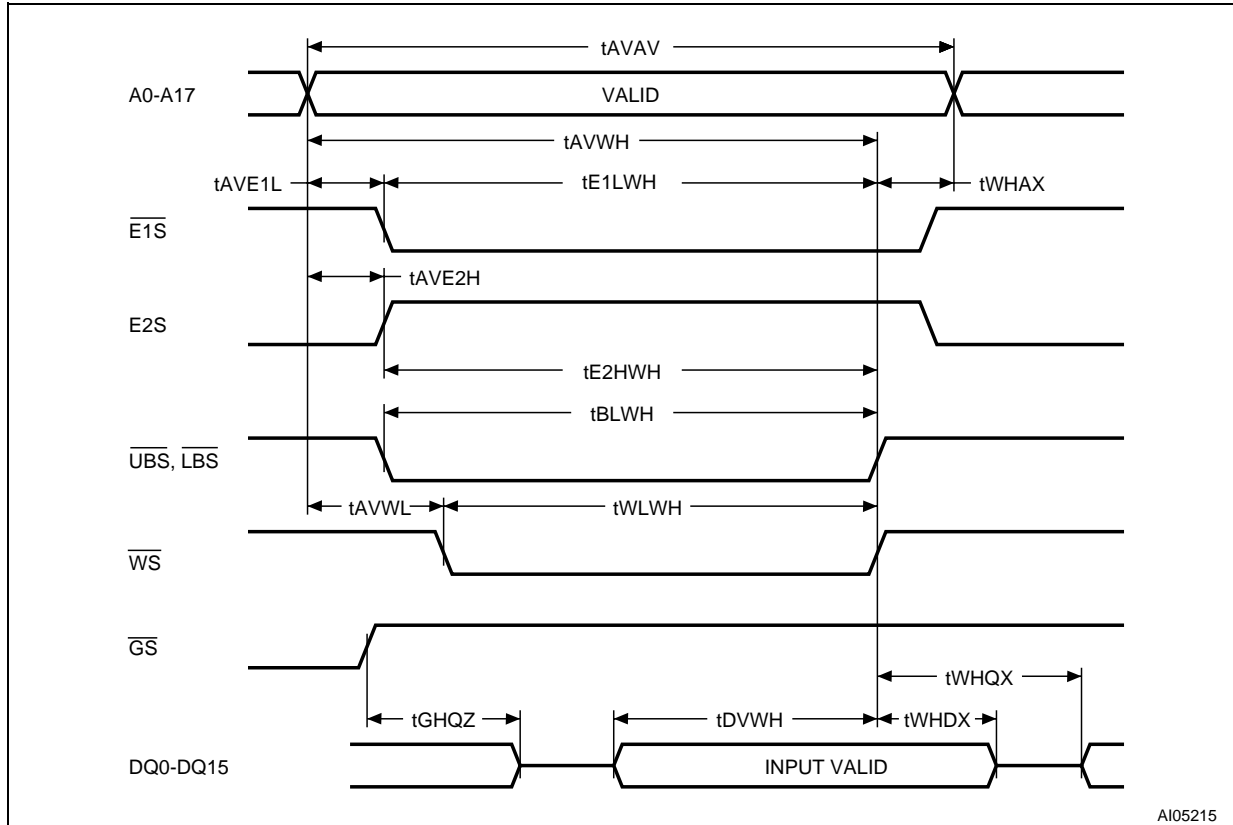 tAVAV
A0-A17
VALID
tAVWH
tAVE1L
tE1LWH
tWHAX
E1S
tAVE2H
E2S
tE2HWH
tBLWH
UBS, LBS
tAVWL
tWLWH
WS
GS
tWHQX
tGHQZ
tDVWH
tWHDX
DQ0-DQ15
INPUT VALID
AI05215